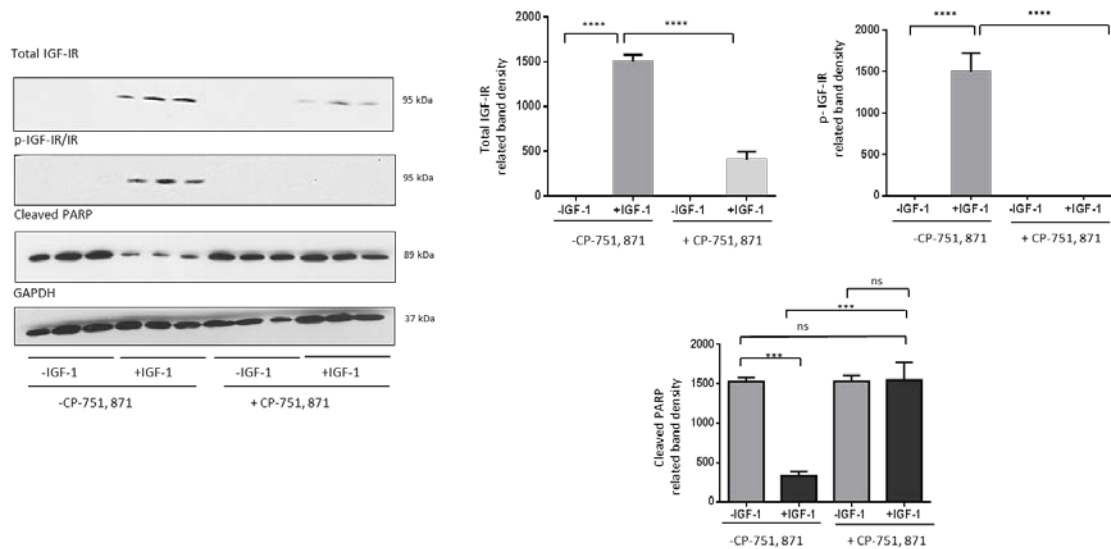 Total IGF-IR
95 kDa
p-IGF-IR/IR
95 kDa
Cleaved PARP
89 kDa
GAPDH
37 kDa
-IGF-1 +IGF-1 -IGF-1 +IGF-1
-CP-751, 871 + CP-751, 871
**** ****
Total IGF-IR
related band density
2000
1500
1000
500
0
-IGF-1 +IGF-1 -IGF-1 +IGF-1
-CP-751, 871 + CP-751, 871
**** ****
p-IGF-IR
related band density
2000
1500
1000
500
0
-IGF-1 +IGF-1 -IGF-1 +IGF-1
-CP-751, 871 + CP-751, 871
ns
***
ns
***
Cleaved PARP
related band density
2000
1500
1000
500
0
-IGF-1 +IGF-1 -IGF-1 +IGF-1
-CP-751, 871 + CP-751, 871